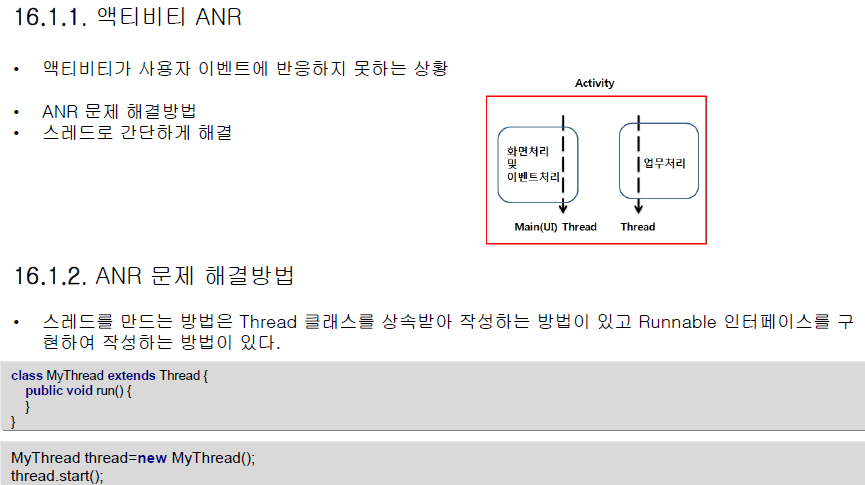 16.1.1. 액티비티 ANR
• 액티비티가 사용자 이벤트에 반응하지 못하는 상황
• ANR 문제 해결방법
• 스레드로 간단하게 해결
Activity
화면처리
및
이벤트처리
업무처리
Main(UI) Thread
Thread
16.1.2. ANR 문제 해결방법
• 스레드를 만드는 방법은 Thread 클래스를 상속받아 작성하는 방법이 있고 Runnable 인터페이스를 구
현하여 작성하는 방법이 있다.
class MyThread extends Thread {
public void run() {
}
}
MyThread thread=new MyThread();
thread.start();